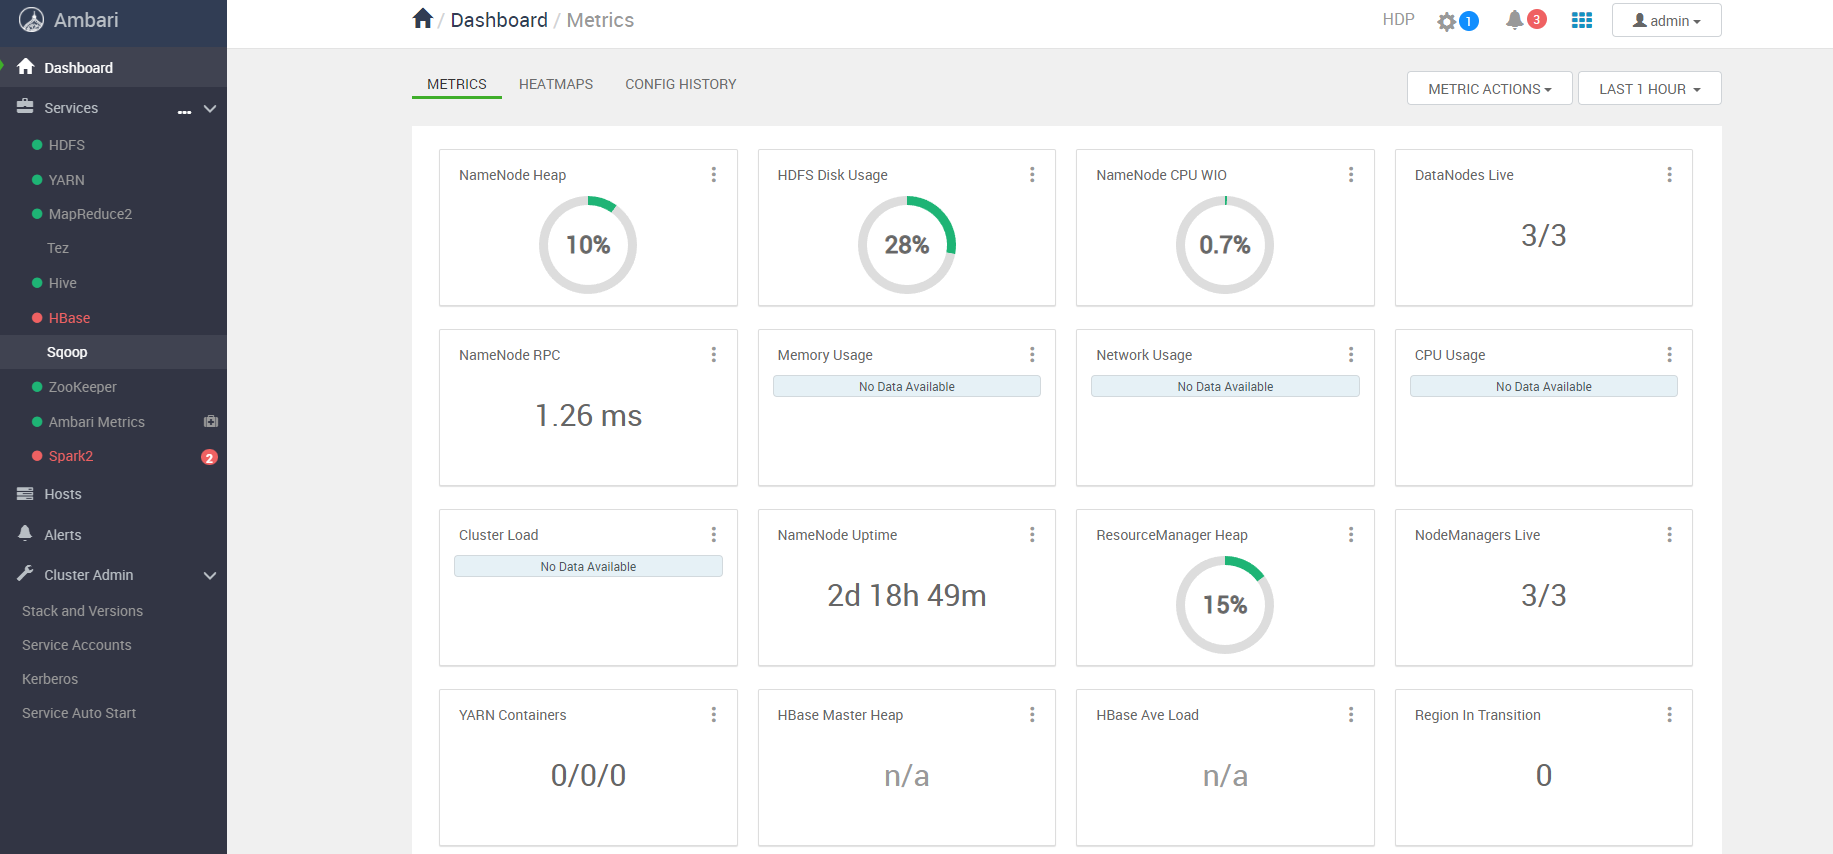 Ambari
Dashboard
Services
...
HDFS
YARN
MapReduce2
Tez
Hive
HBase
Sqoop
ZooKeeper
Ambari Metrics
Spark2 2
Hosts
Alerts
Cluster Admin
Stack and Versions
Service Accounts
Kerberos
Service Auto Start
/ Dashboard / Metrics
HDP 1 3 admin
METRICS HEATMAPS CONFIG HISTORY
METRIC ACTIONS LAST 1 HOUR
NameNode Heap
10%
HDFS Disk Usage
28%
NameNode CPU WIO
0.7%
DataNodes Live
3/3
NameNode RPC
1.26 ms
Memory Usage
No Data Available
Network Usage
No Data Available
CPU Usage
No Data Available
Cluster Load
No Data Available
NameNode Uptime
2d 18h 49m
ResourceManager Heap
15%
NodeManagers Live
3/3
YARN Containers
0/0/0
HBase Master Heap
n/a
HBase Ave Load
n/a
Region In Transition
0